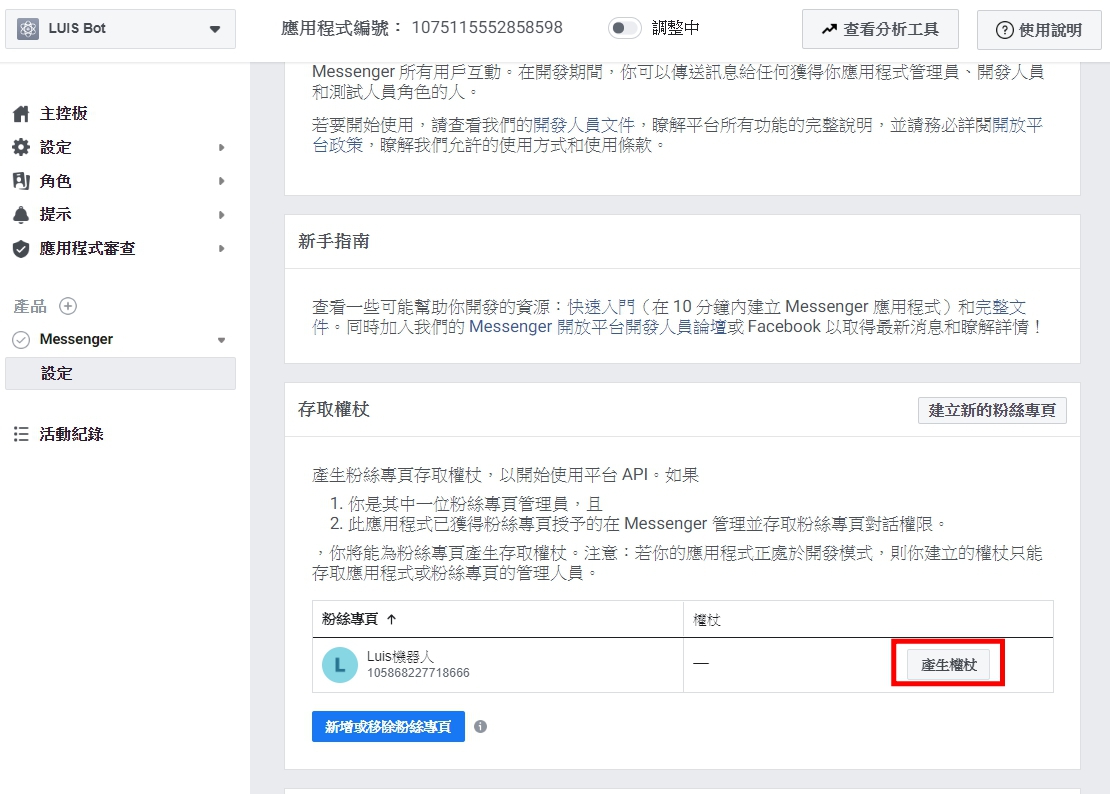 LUIS Bot
應用程式編號： 1075115552858598
調整中
查看分析工具
使用說明
主控板
設定
角色
提示
應用程式審查
產品
Messenger
設定
活動紀錄
Messenger 所有用戶互動。在開發期間，你可以傳送訊息給任何獲得你應用程式管理員、開發人員
和測試人員角色的人。
若要開始使用，請查看我們的開發人員文件，瞭解平台所有功能的完整說明，並請務必詳閱開放平
台政策，瞭解我們允許的使用方式和使用條款。
新手指南
查看一些可能幫助你開發的資源：快速入門（在 10 分鐘內建立 Messenger 應用程式）和完整文
件。同時加入我們的 Messenger 開放平台開發人員論壇或 Facebook 以取得最新消息和瞭解詳情！
存取權杖
建立新的粉絲專頁
產生粉絲專頁存取權杖，以開始使用平台 API。如果
1. 你是其中一位粉絲專頁管理員，且
2. 此應用程式已獲得粉絲專頁授予的在 Messenger 管理並存取粉絲專頁對話權限。
，你將能為粉絲專頁產生存取權杖。注意：若你的應用程式正處於開發模式，則你建立的權杖只能
存取應用程式或粉絲專頁的管理人員。
粉絲專頁 ↑
權杖
L
Luis機器人
105868227718666
—
產生權杖
新增或移除粉絲專頁